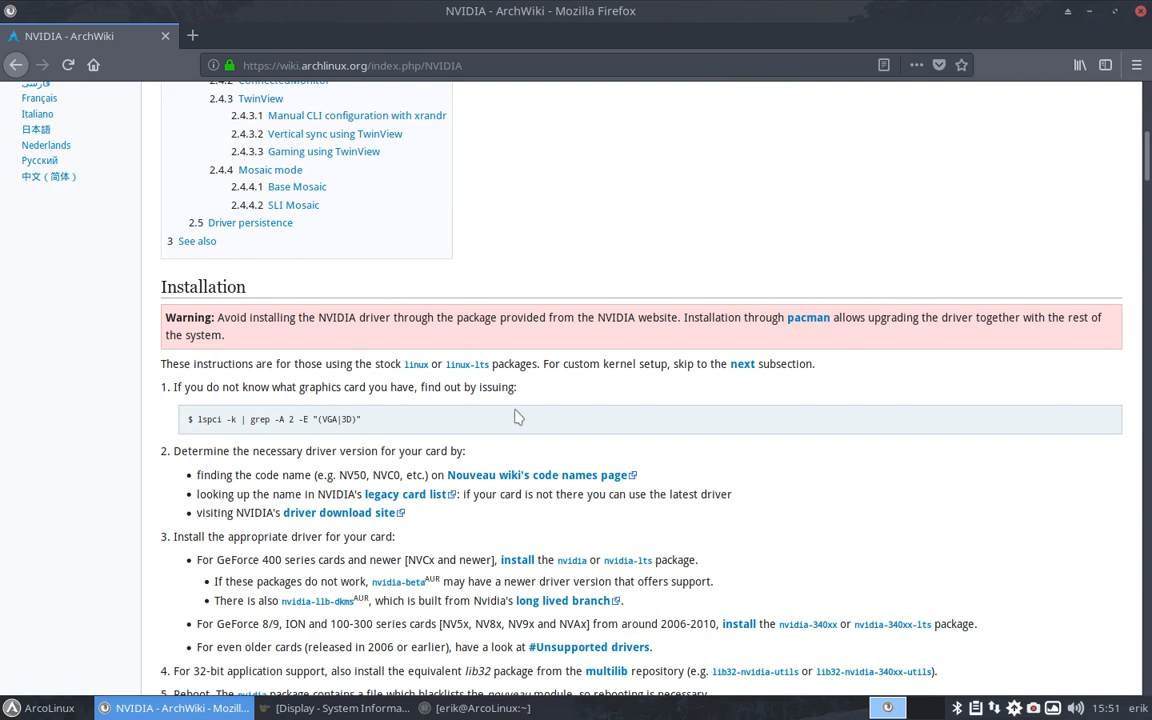 NVIDIA - ArchWiki - Mozilla Firefox
NVIDIA - ArchWiki
https://wiki.archlinux.org/index.php/NVIDIA
فارسی
Français
Italiano
日本語
Nederlands
Русский
中文（简体）
2.4.2 ConnectedMonitor
2.4.3 TwinView
2.4.3.1 Manual CLI configuration with xrandr
2.4.3.2 Vertical sync using TwinView
2.4.3.3 Gaming using TwinView
2.4.4 Mosaic mode
2.4.4.1 Base Mosaic
2.4.4.2 SLI Mosaic
2.5 Driver persistence
3 See also
Installation
Warning: Avoid installing the NVIDIA driver through the package provided from the NVIDIA website. Installation through pacman allows upgrading the driver together with the rest of
the system.
These instructions are for those using the stock linux or linux-lts packages. For custom kernel setup, skip to the next subsection.
1. If you do not know what graphics card you have, find out by issuing:
$ lspci -k | grep -A 2 -E "(VGA|3D)"
2. Determine the necessary driver version for your card by:
• finding the code name (e.g. NV50, NVC0, etc.) on Nouveau wiki's code names page
• looking up the name in NVIDIA's legacy card list: if your card is not there you can use the latest driver
• visiting NVIDIA's driver download site
3. Install the appropriate driver for your card:
• For GeForce 400 series cards and newer [NVCx and newer], install the nvidia or nvidia-lts package.
• If these packages do not work, nvidia-beta AUR may have a newer driver version that offers support.
• There is also nvidia-llb-dkms AUR, which is built from Nvidia's long lived branch.
• For GeForce 8/9, ION and 100-300 series cards [NV5x, NV8x, NV9x and NVAx] from around 2006-2010, install the nvidia-340xx or nvidia-340xx-lts package.
• For even older cards (released in 2006 or earlier), have a look at #Unsupported drivers.
4. For 32-bit application support, also install the equivalent lib32 package from the multilib repository (e.g. lib32-nvidia-utils or lib32-nvidia-340xx-utils).
5. Reboot. The nvidia package contains a file which blacklists the nouveau module, so rebooting is necessary.
ArcoLinux
NVIDIA - ArchWiki - Mozill...
[Display - System Informa...
[erik@ArcoLinux:~]
15:51 erik